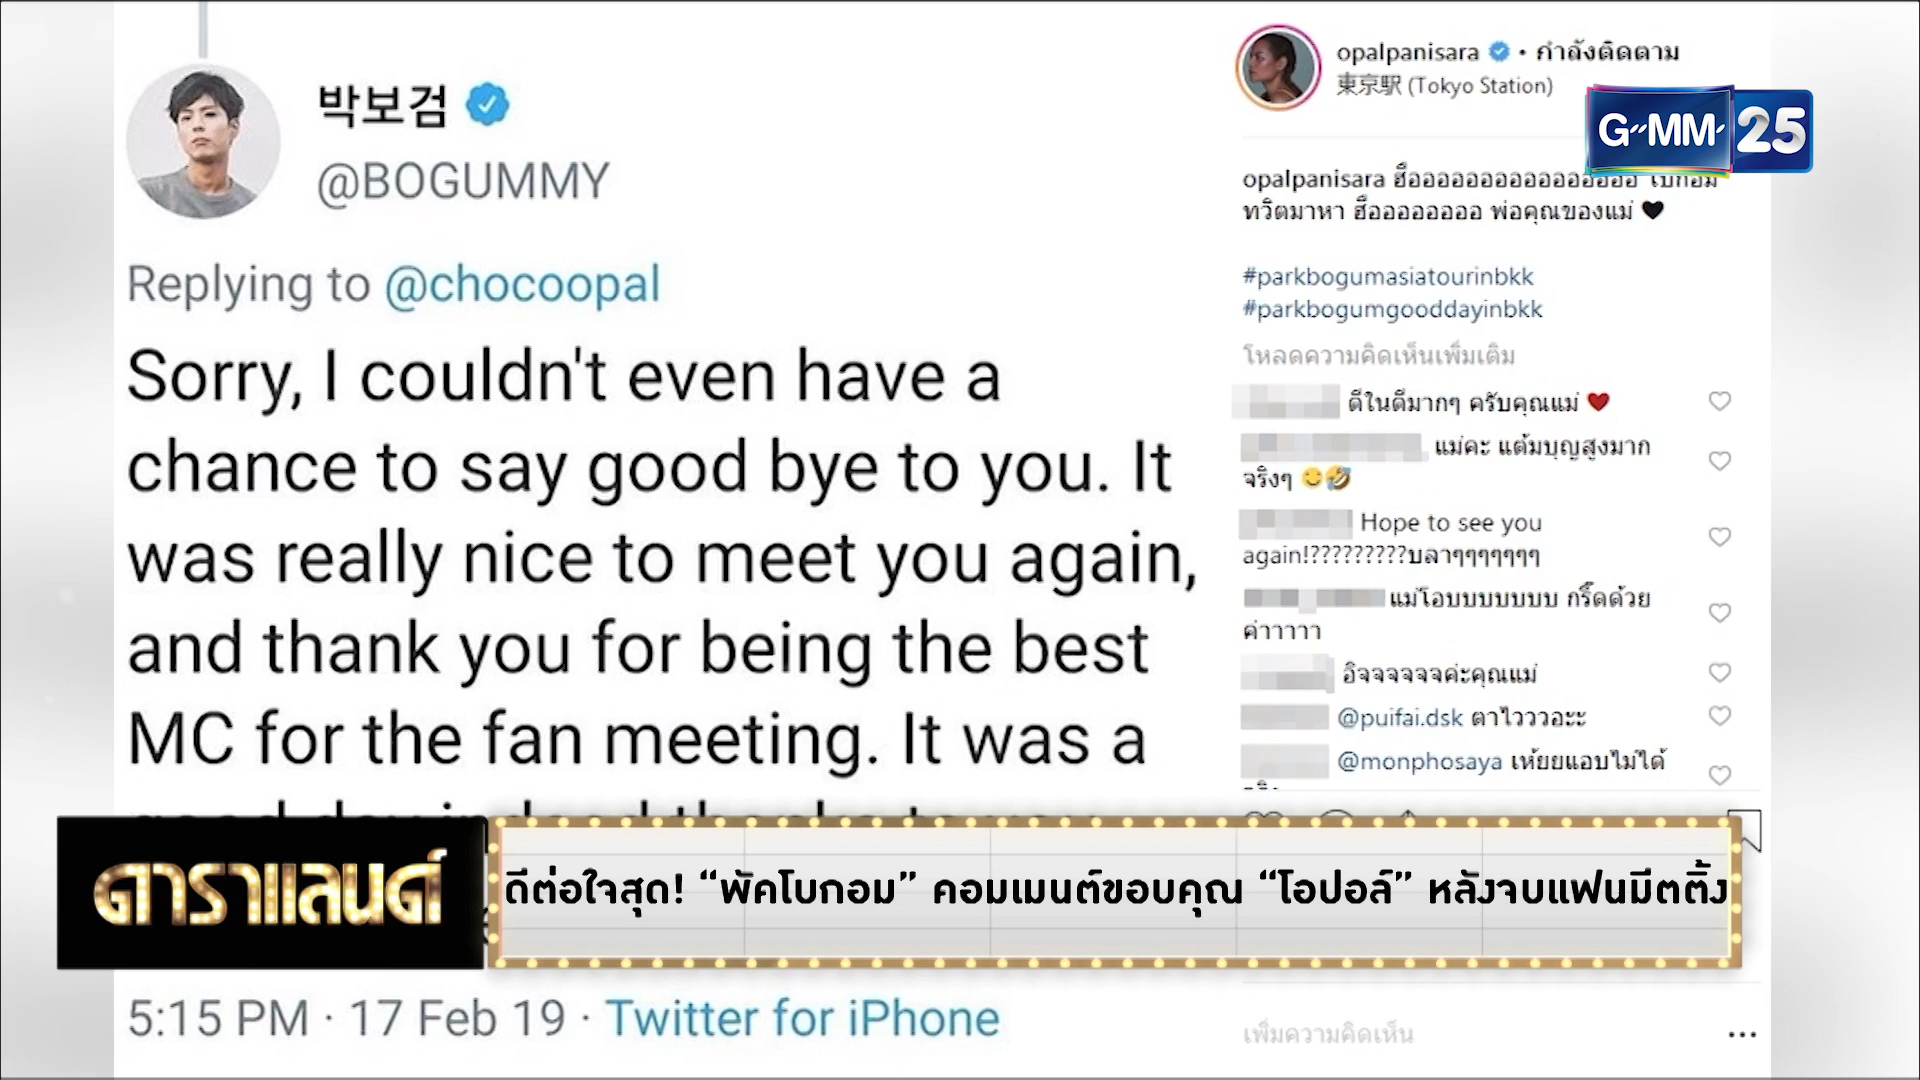 박보검
@BOGUMMY
Replying to @chocoopal
Sorry, I couldn't even have a
chance to say good bye to you. It
was really nice to meet you again,
and thank you for being the best
MC for the fan meeting. It was a
5:15 PM · 17 Feb 19 · Twitter for iPhone
opalpanisara • กำลังติดตาม
東京駅 (Tokyo Station)
G"MM' 25
opalpanisara ฮืออออออออออออออออ โบกอม
ทวิตมาหา ฮืออออออออ พ่อคุณของแม่ 🖤
#parkbogumasiatourinbkk
#parkbogumgooddayinbkk
โหลดความคิดเห็นเพิ่มเติม
ดีในดีมากๆ ครับคุณแม่ ❤
แม่คะ แต้มบุญสูงมาก
จริงๆ 😊🤣
Hope to see you
again!?????????บลาๆๆๆๆๆๆๆ
แม่โอบบบบบบบ กรี๊ดด้วย
ค่าาาาา
อิจจจจจจค่ะคุณแม่
@puifai.dsk ตาไวววอะะ
@monphosaya เห้ยยแอบไม่ได้
ดาราแลนด์
ดีต่อใจสุด! “พัคโบกอม” คอมเมนต์ขอบคุณ “โอปอล์” หลังจบแฟนมีตติ้ง
เพิ่มความคิดเห็น